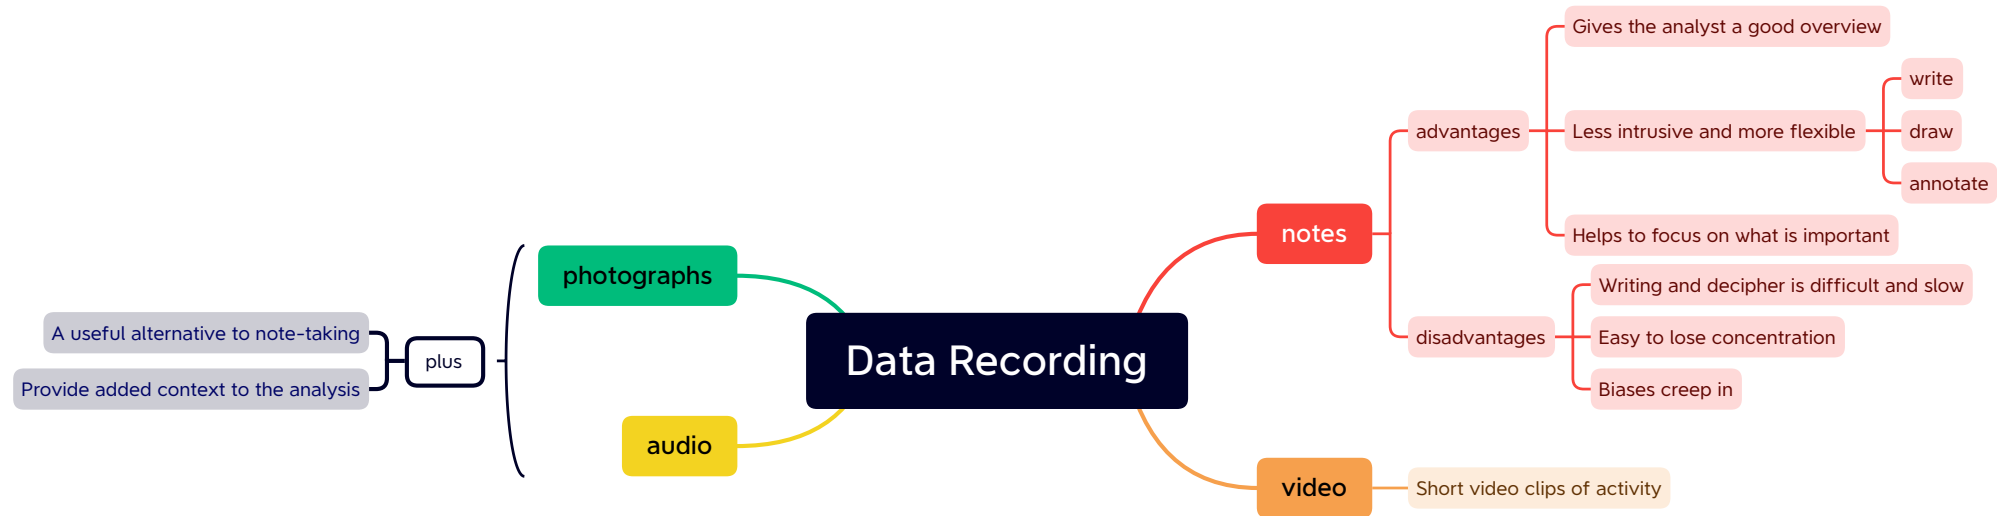 Data Recording
notes
advantages
Gives the analyst a good overview
Less intrusive and more flexible
write
draw
annotate
Helps to focus on what is important
disadvantages
Writing and decipher is difficult and slow
Easy to lose concentration
Biases creep in
video
Short video clips of activity
photographs
audio
plus
A useful alternative to note-taking
Provide added context to the analysis